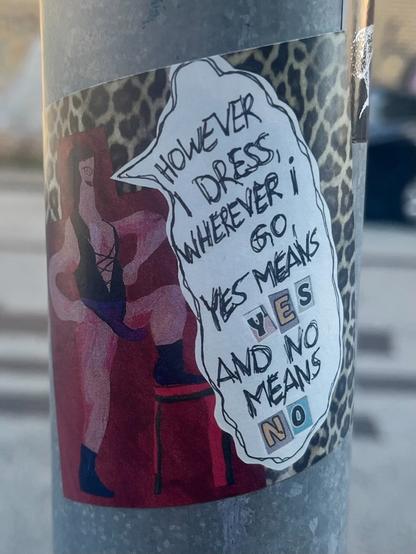 HOWEVER
i DRESS,
WHEREVER i
GO,
YES MEANS
YES
AND NO
MEANS
NO